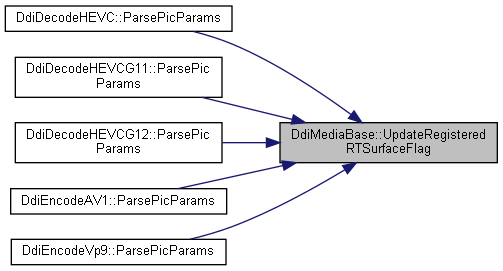 DdiDecodeHEVC::ParsePicParams
DdiDecodeHEVCG11::ParsePic
Params
DdiDecodeHEVCG12::ParsePic
Params
DdiEncodeAV1::ParsePicParams
DdiEncodeVp9::ParsePicParams
DdiMediaBase::UpdateRegistered
RTSurfaceFlag